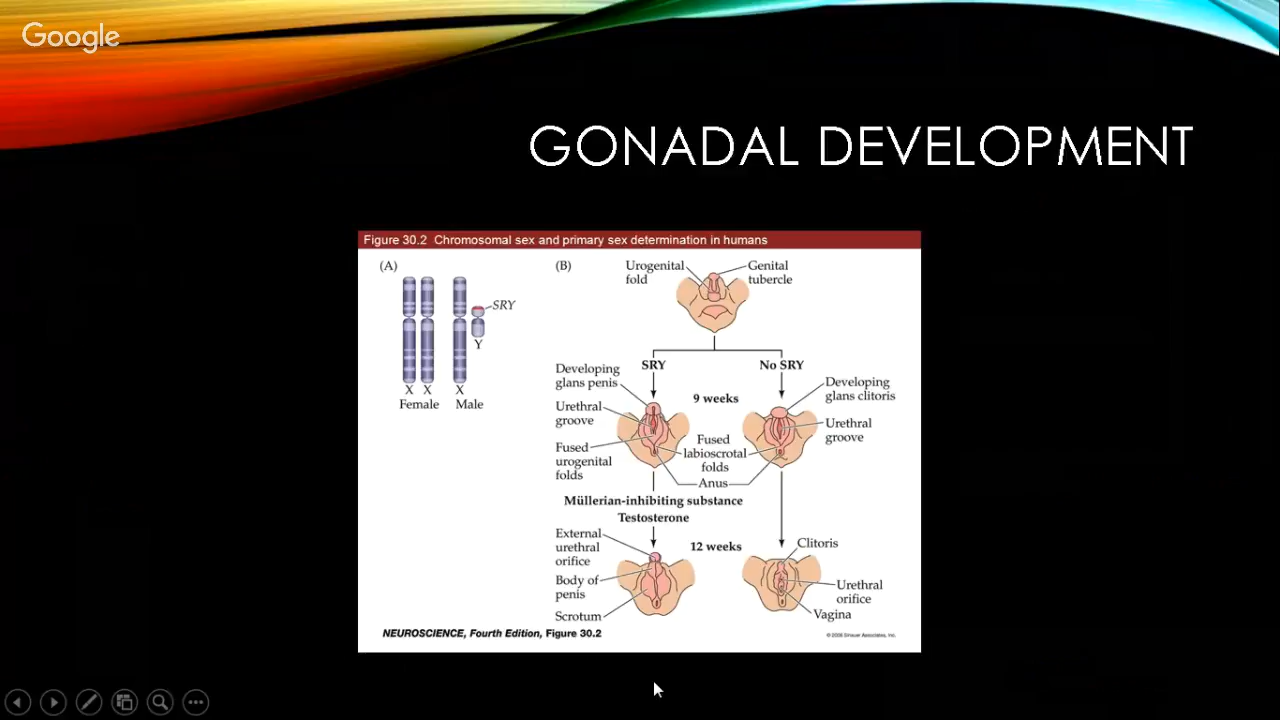 Google
GONADAL DEVELOPMENT
Figure 30.2 Chromosomal sex and primary sex determination in humans
(A)
SRY
Y
X X X
Female Male
(B)
Urogenital
fold
Genital
tubercle
SRY
No SRY
Developing
glans penis
Urethral
groove
Fused
urogenital
folds
9 weeks
Developing
glans clitoris
Urethral
groove
Fused
labioscrotal
folds
Anus
Müllerian-inhibiting substance
Testosterone
External
urethral
orifice
Body of
penis
Scrotum
12 weeks
Clitoris
Urethral
orifice
Vagina
NEUROSCIENCE, Fourth Edition, Figure 30.2
© 2008 Sinauer Associates, Inc.